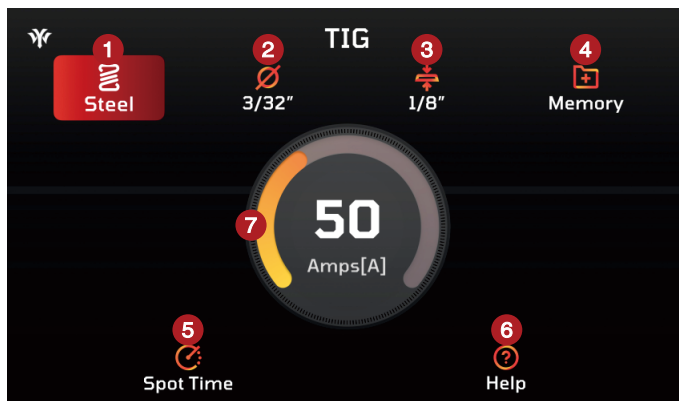 TIG
1
2
3
4
Steel
3/32"
1/8"
Memory
7
50
Amps[A]
5
6
?
Spot Time
Help